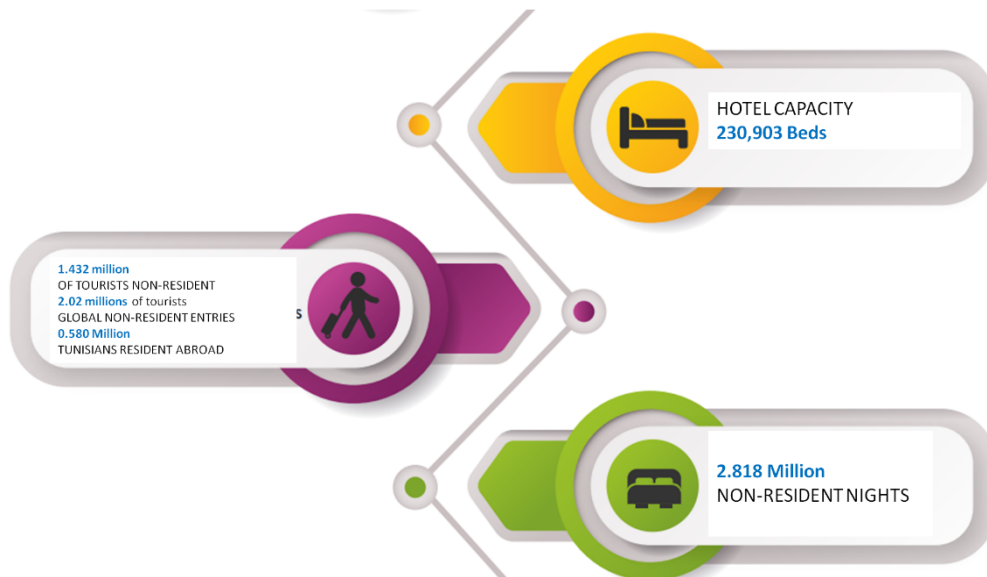 HOTEL CAPACITY
230,903 Beds
1.432 million
OF TOURISTS NON-RESIDENT
2.02 millions of tourists
GLOBAL NON-RESIDENT ENTRIES
0.580 Million
TUNISIANS RESIDENT ABROAD
2.818 Million
NON-RESIDENT NIGHTS